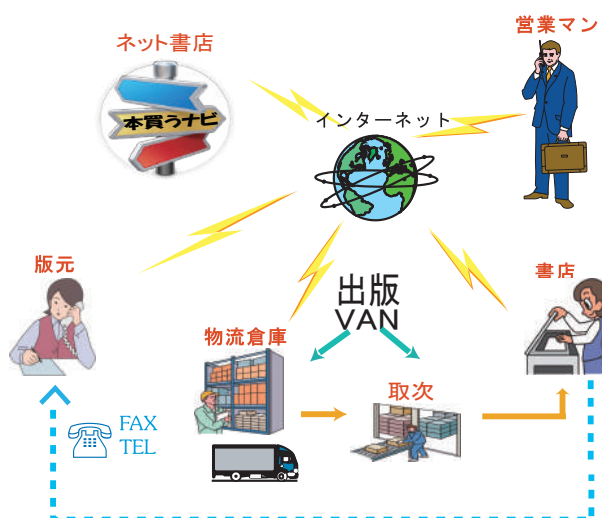 営業マン
ネット書店
本買うナビ
インターネット
版元
書店
出版
VAN
物流倉庫
取次
FAX
TEL